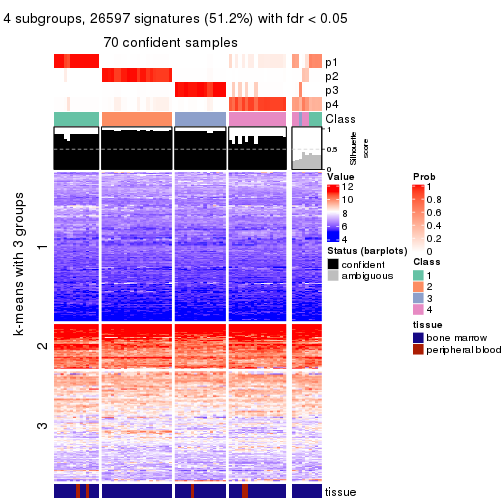 4 subgroups, 26597 signatures (51.2%) with fdr < 0.05
70 confident samples
p1
p2
p3
p4
Class
1
0.5
0
Silhouette
score
k-means with 3 groups
1
2
3
tissue
Value
12
10
8
6
4
Status (barplots)
confident
ambiguous
Prob
1
0.8
0.6
0.4
0.2
0
Class
1
2
3
4
tissue
bone marrow
peripheral blood